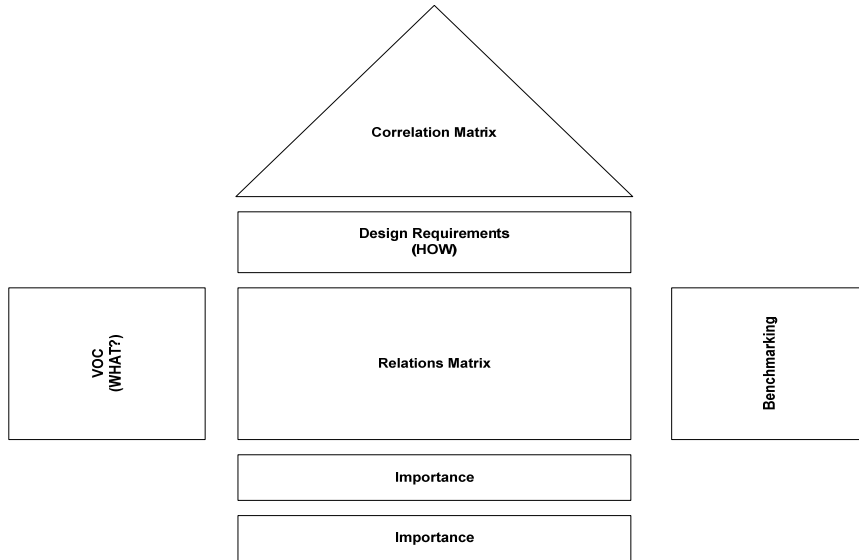 Correlation Matrix
Design Requirements
(HOW)
VOC
(WHAT?)
Relations Matrix
Benchmarking
Importance
Importance